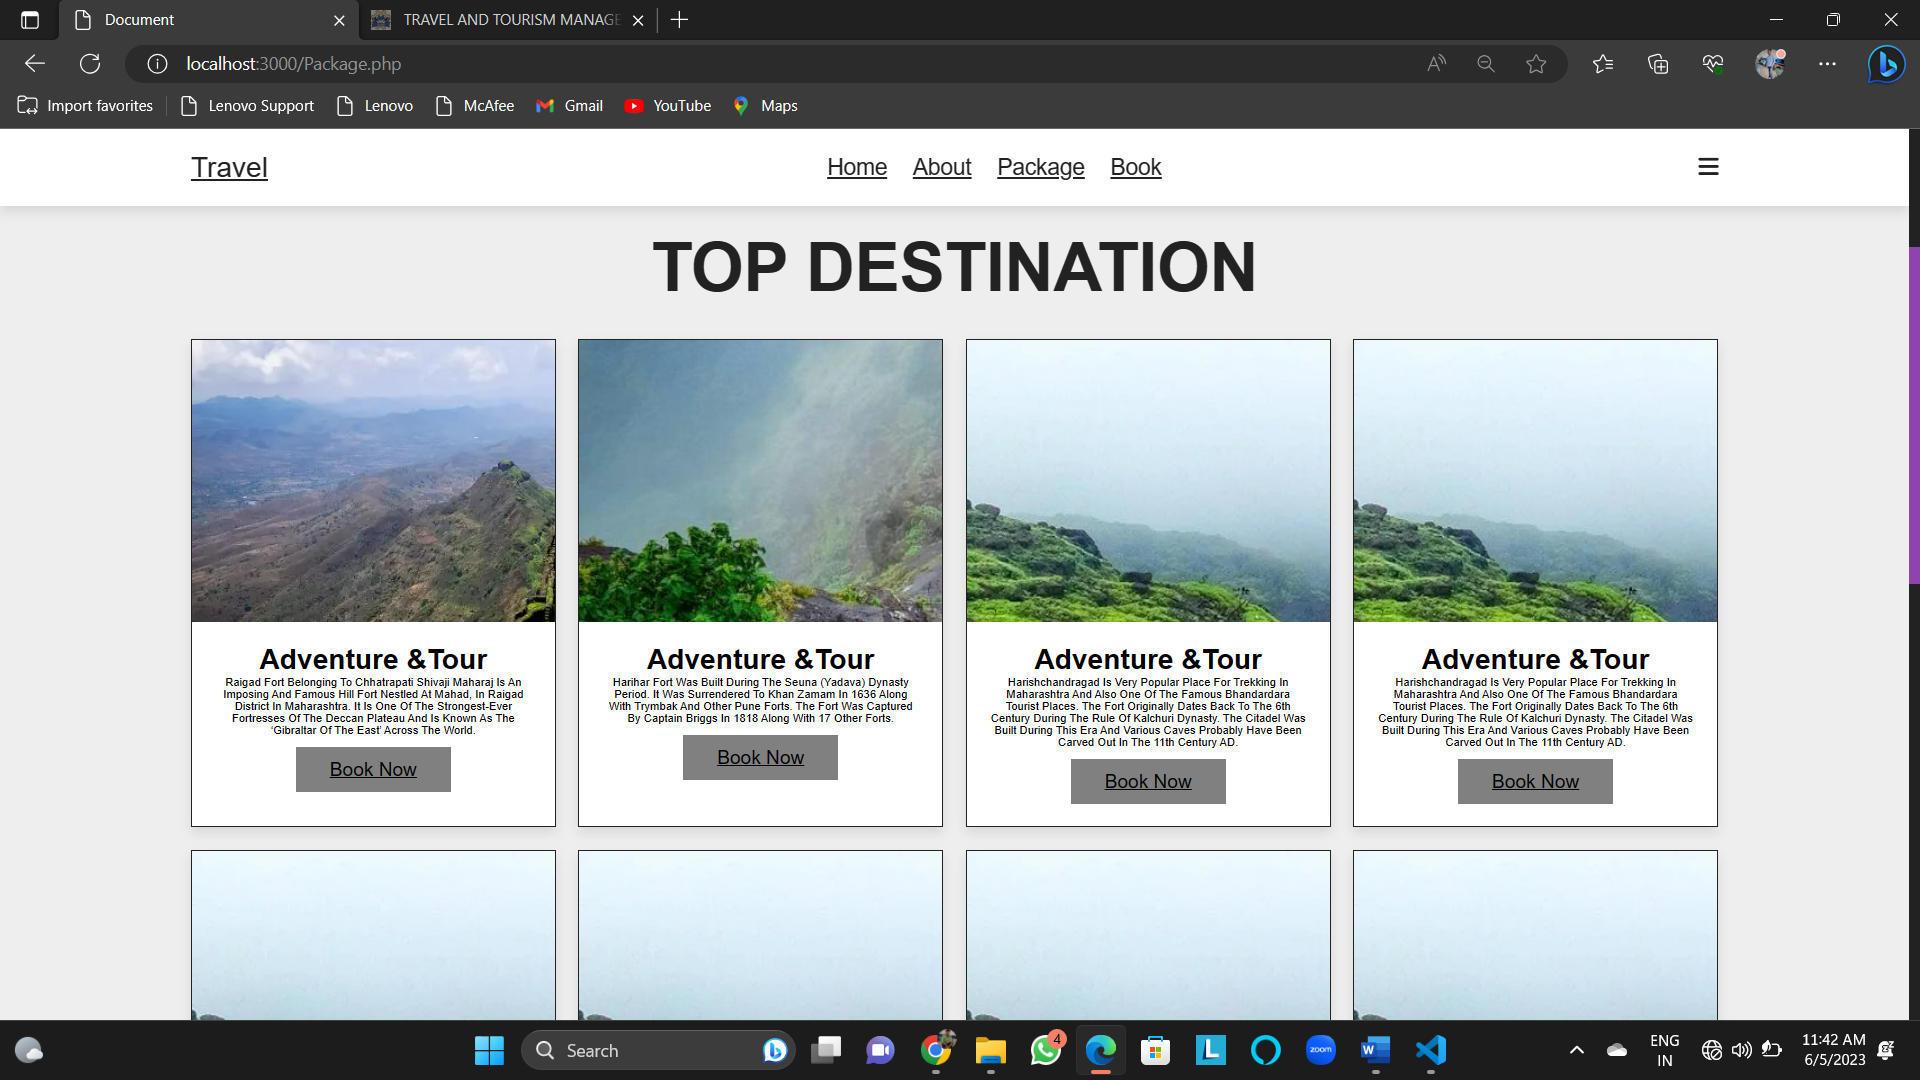 Document
TRAVEL AND TOURISM MANAGE
localhost:3000/Package.php
Import favorites
Lenovo Support
Lenovo
McAfee
Gmail
YouTube
Maps
Travel
Home
About
Package
Book
TOP DESTINATION
Adventure &Tour
Raigad Fort Belonging To Chhatrapati Shivaji Maharaj Is An
Imposing And Famous Hill Fort Nestled At Mahad, In Raigad
District In Maharashtra. It Is One Of The Strongest-Ever
Fortresses Of The Deccan Plateau And Is Known As The
‘Gibraltar Of The East’ Across The World.
Book Now
Adventure &Tour
Harihar Fort Was Built During The Seuna (Yadava) Dynasty
Period. It Was Surrendered To Khan Zamam In 1636 Along
With Trymbak And Other Pune Forts. The Fort Was Captured
By Captain Briggs In 1818 Along With 17 Other Forts.
Book Now
Adventure &Tour
Harishchandragad Is Very Popular Place For Trekking In
Maharashtra And Also One Of The Famous Bhandardara
Tourist Places. The Fort Originally Dates Back To The 6th
Century During The Rule Of Kalchuri Dynasty. The Citadel Was
Built During This Era And Various Caves Probably Have Been
Carved Out In The 11th Century AD.
Book Now
Adventure &Tour
Harishchandragad Is Very Popular Place For Trekking In
Maharashtra And Also One Of The Famous Bhandardara
Tourist Places. The Fort Originally Dates Back To The 6th
Century During The Rule Of Kalchuri Dynasty. The Citadel Was
Built During This Era And Various Caves Probably Have Been
Carved Out In The 11th Century AD.
Book Now
Search
4
L
zoom
W
ENG
IN
11:42 AM
6/5/2023